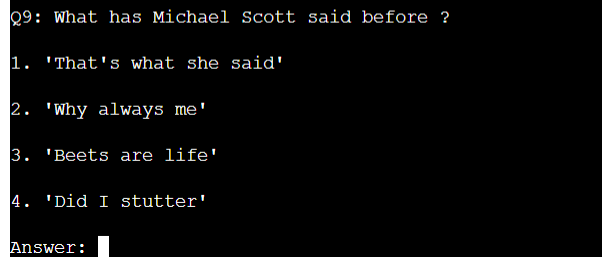 Q9: What has Michael Scott said before ?
1. 'That's what she said'
2. 'Why always me'
3. 'Beets are life'
4. 'Did I stutter'
Answer: